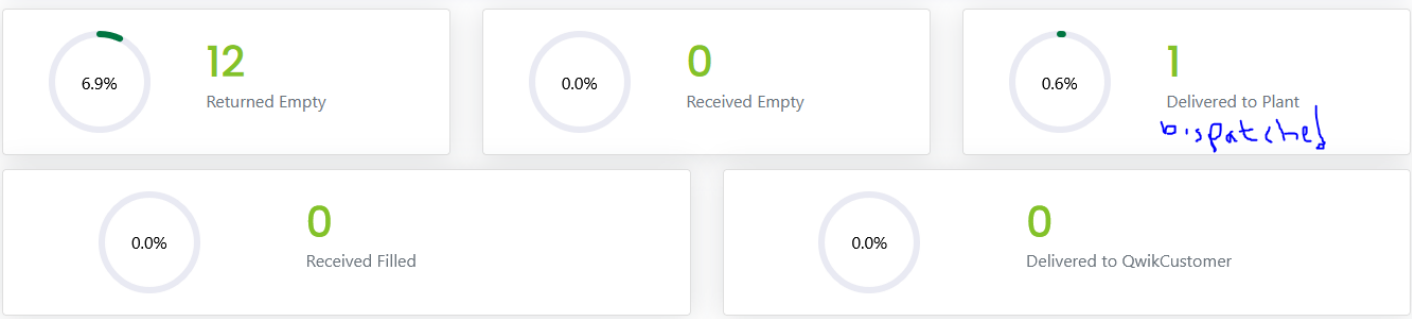 6.9%
12
Returned Empty
0.0%
0
Received Empty
0.6%
1
Delivered to Plant
Dispatched
0.0%
0
Received Filled
0.0%
0
Delivered to QwikCustomer